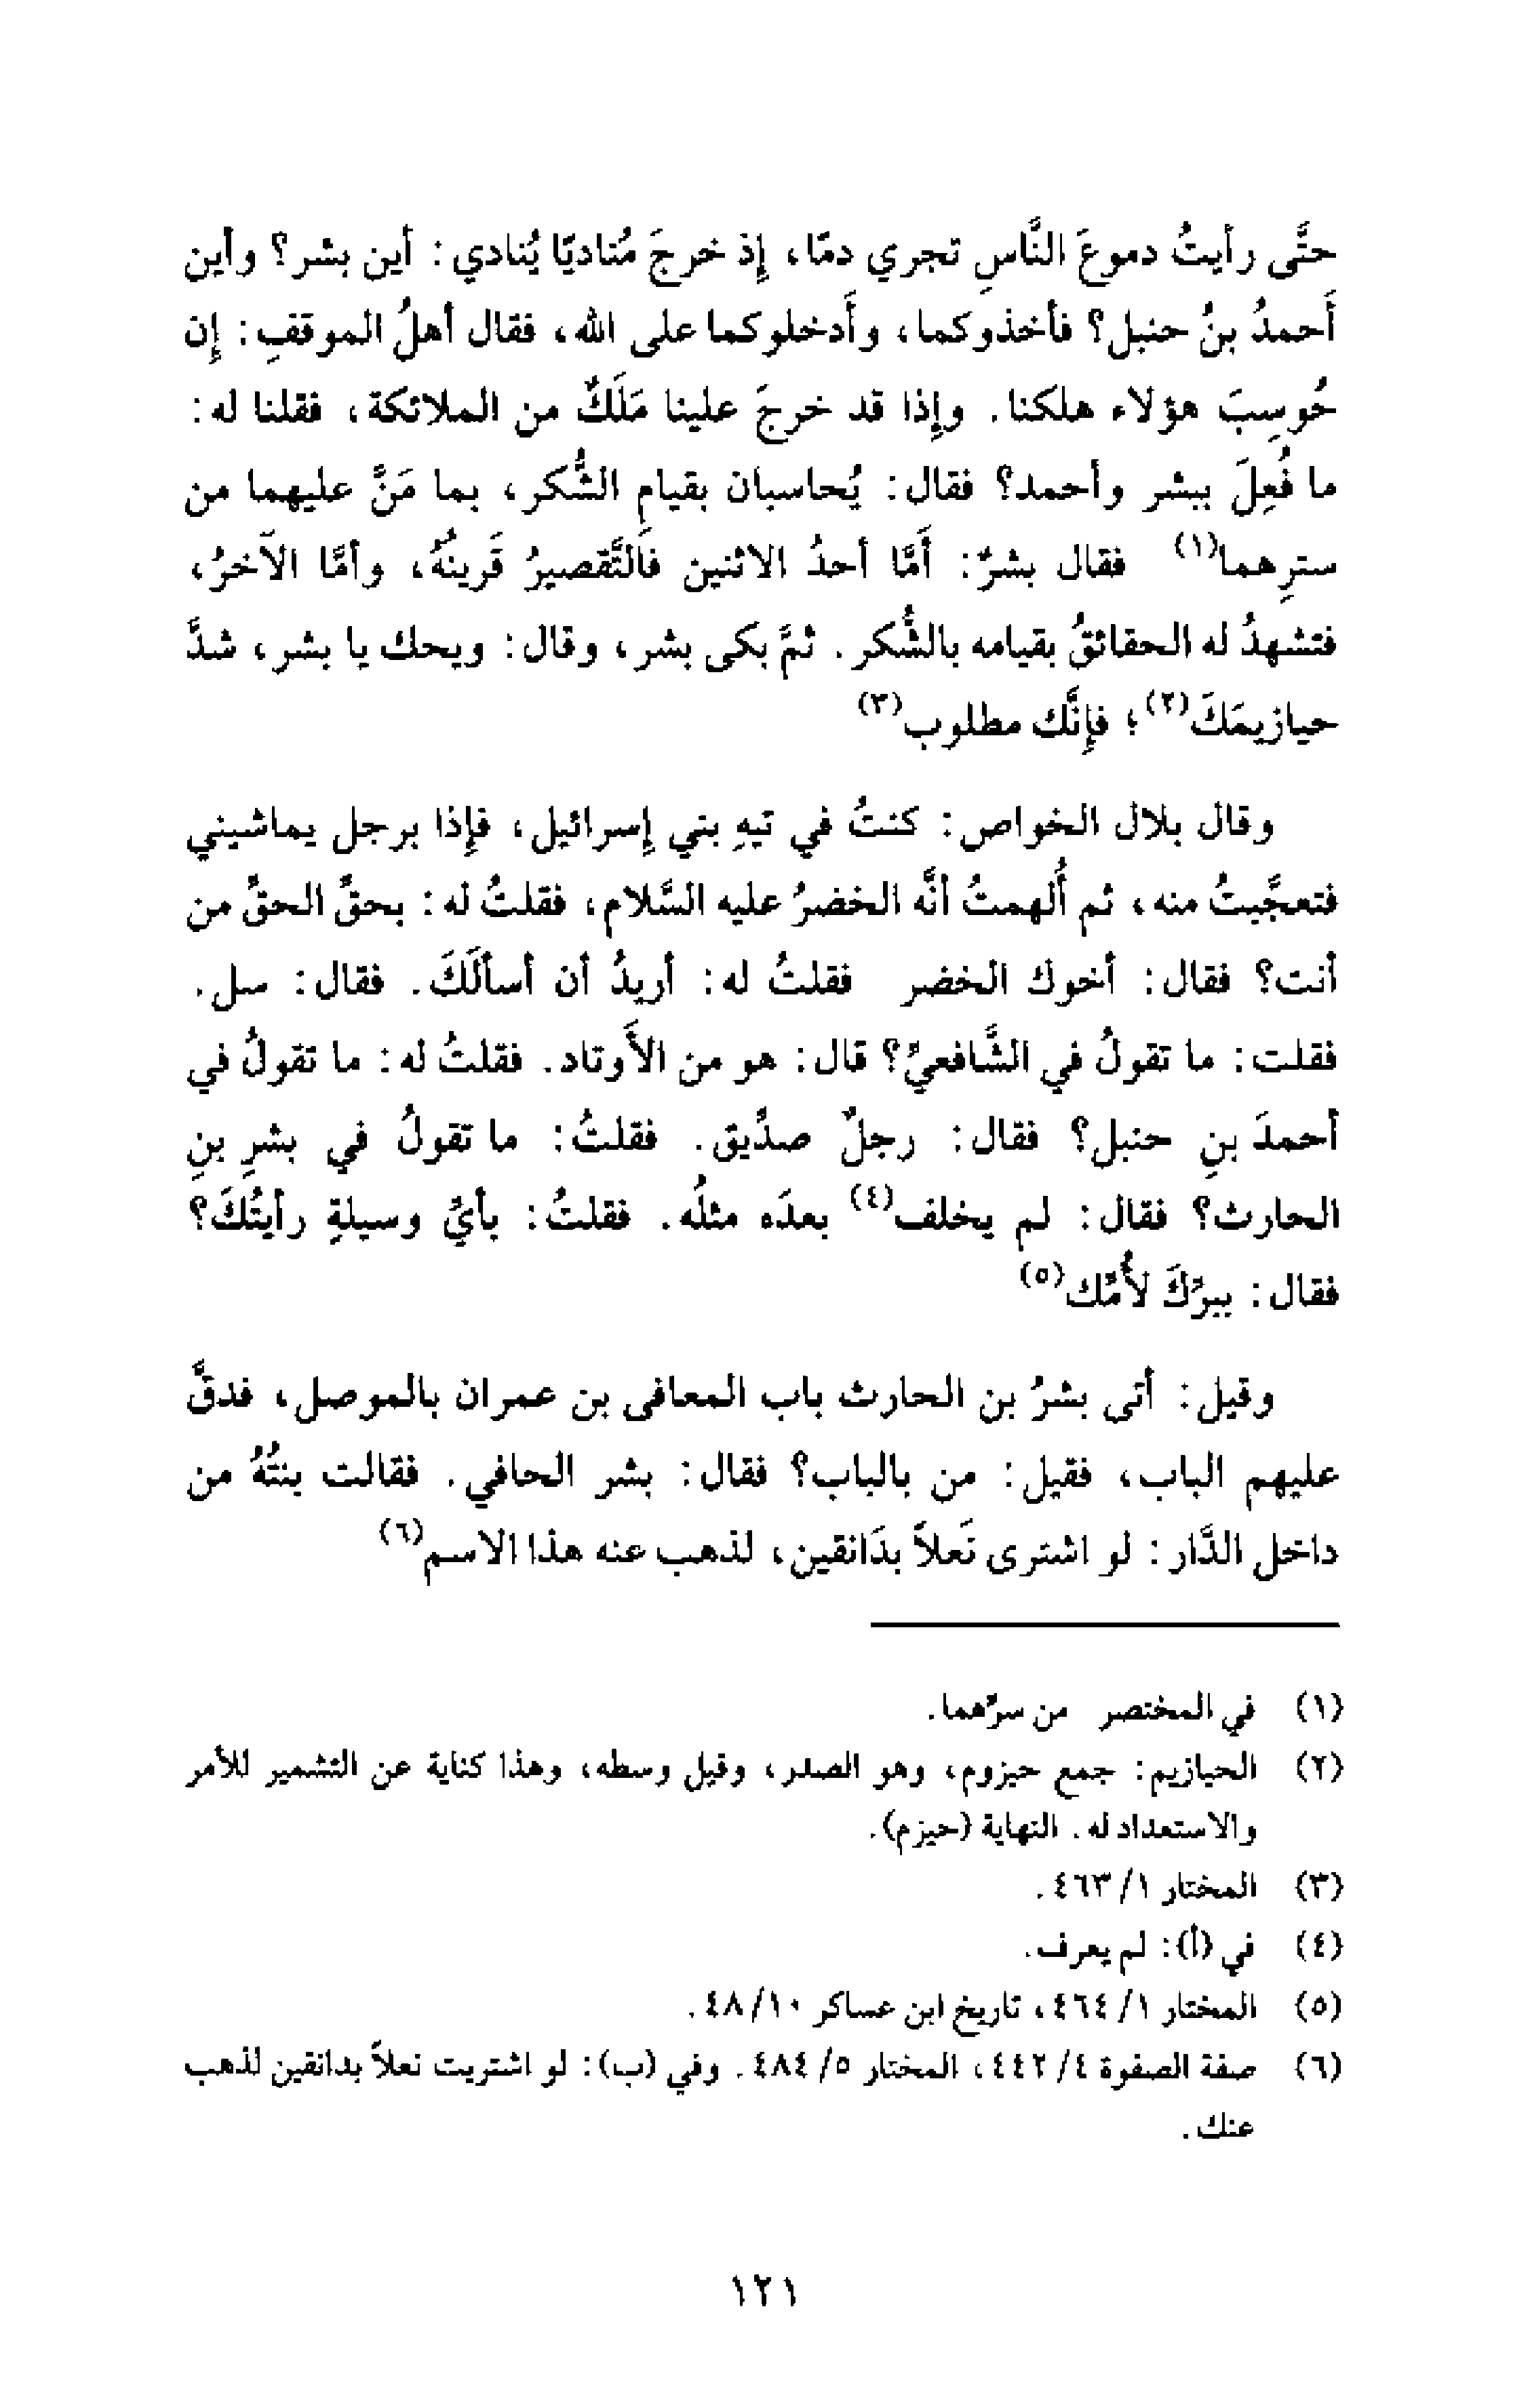 حتَّى رأيتُ دموعَ النَّاسِ تجري دمًا، إِذ خرجَ مُناديًا يُنادي: أين بشر؟ وأين
أَحمدُ بنُ حنبل؟ فأخذوكما، وأَدخلوكما على الله، فقال أهلُ الموقفِ: إِن
حُوسِبَ هؤلاء هلكنا. وإِذا قد خرجَ علينا مَلَكٌ من الملائكة، فقلنا له:
ما فُعِلَ ببشر وأحمد؟ فقال: يُحاسبان بقيامِ الشُّكر، بما مَنَّ عليهما من
سترِهما(١) فقال بشرٌ: أَمَّا أحدُ الاثنين فَالتَّقصيرُ قَرينُهُ، وأمَّا الآخرُ،
فتشهدُ له الحقائقُ بقيامه بالشُّكر. ثمَّ بكى بشر، وقال: ويحك يا بشر، شدَّ
حيازيمَكَ(٢)؛ فإِنَّك مطلوب(٣)
وقال بلال الخواص: كنتُ في تيهِ بني إِسرائيل، فإِذا برجل يماشيني
فتعجَّبتُ منه، ثم أُلهمتُ أنَّه الخضرُ عليه السَّلام، فقلتُ له: بحقِّ الحقِّ من
أنت؟ فقال: أخوك الخضر فقلتُ له: أريدُ أن أسألَكَ. فقال: سل.
فقلت: ما تقولُ في الشَّافعيِّ؟ قال: هو من الأَوتاد. فقلتُ له: ما تقولُ في
أحمدَ بنِ حنبل؟ فقال: رجلٌ صدِّيق. فقلتُ: ما تقولُ في بشرِ بنِ
الحارث؟ فقال: لم يخلف(٤) بعدَه مثلُه. فقلتُ: بأيِّ وسيلةٍ رأيتُكَ؟
فقال: ببرِّكَ لأُمِّك(٥)
وقيل: أتى بشرُ بن الحارث باب المعافى بن عمران بالموصل، فدقَّ
عليهم الباب، فقيل: من بالباب؟ فقال: بشر الحافي. فقالت بنتُهُ من
داخل الدَّار: لو اشترى نَعلاً بدَانقين، لذهب عنه هذا الاسم(٦)
(١) في المختصر من سرِّهما.
(٢) الحيازيم: جمع حيزوم، وهو الصدر، وقيل وسطه، وهذا كناية عن التشمير للأمر
والاستعداد له. النهاية (حيزم).
(٣) المختار ١/ ٤٦٣.
(٤) في (أ): لم يعرف.
(٥) المختار ١/ ٤٦٤، تاريخ ابن عساكر ١٠/ ٤٨.
(٦) صفة الصفوة ٤/ ٤٤٢، المختار ٥/ ٤٨٤. وفي (ب): لو اشتريت نعلاً بدانقين لذهب
عنك.
١٢١